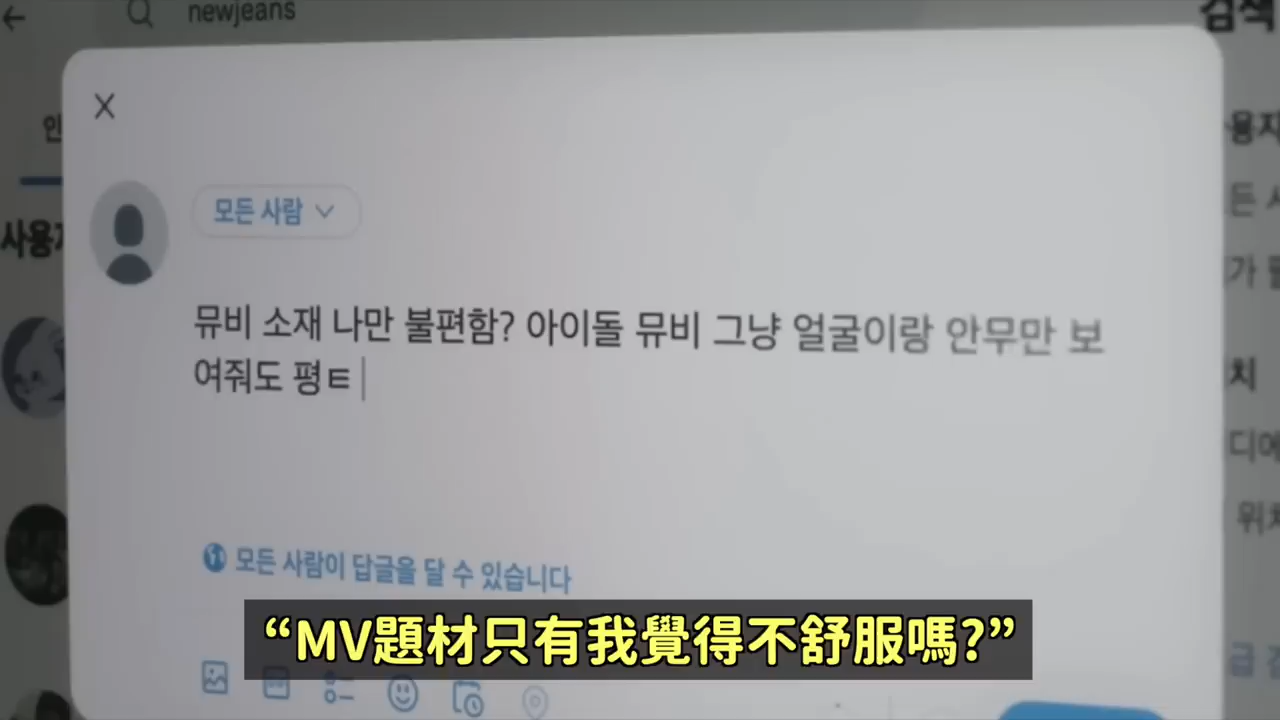 newjeans
검색
모든 사람
뮤비 소재 나만 불편함? 아이돌 뮤비 그냥 얼굴이랑 안무만 보
여줘도 평ㅌ
모든 사람이 답글을 달 수 있습니다
“MV題材只有我覺得不舒服嗎?”